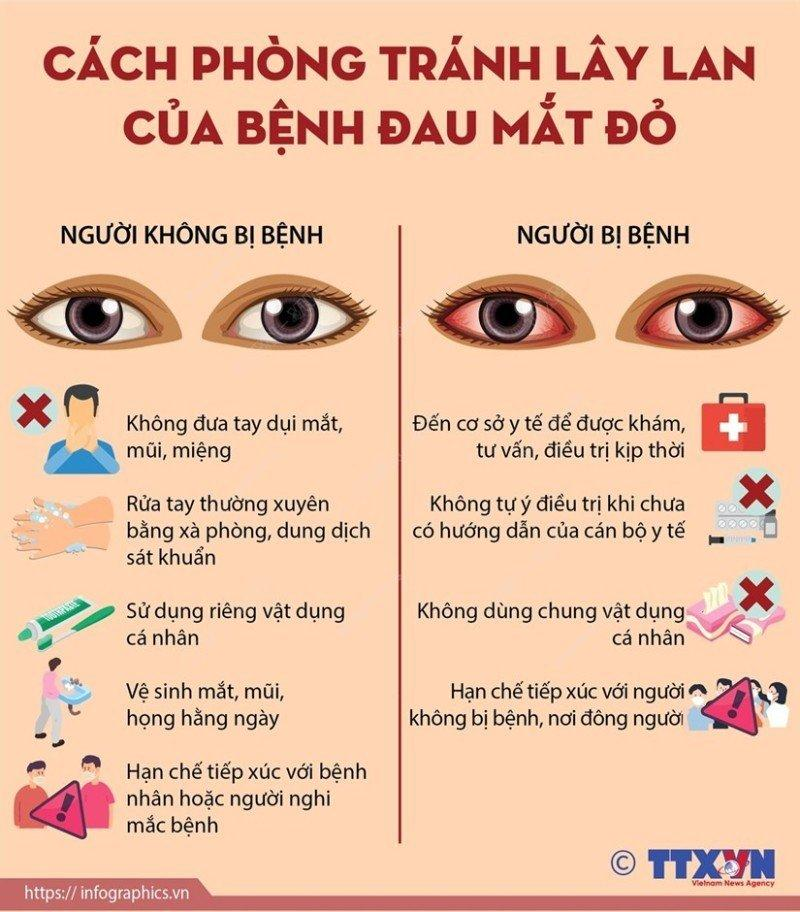 CÁCH PHÒNG TRÁNH LÂY LAN
CỦA BỆNH ĐAU MẮT ĐỎ
NGƯỜI KHÔNG BỊ BỆNH
Không đưa tay dụi mắt,
mũi, miệng
Rửa tay thường xuyên
bằng xà phòng, dung dịch
sát khuẩn
TOOTHPASTE
Sử dụng riêng vật dụng
cá nhân
Vệ sinh mắt, mũi,
họng hằng ngày
Hạn chế tiếp xúc với bệnh
nhân hoặc người nghi
mắc bệnh
NGƯỜI BỊ BỆNH
Đến cơ sở y tế để được khám,
tư vấn, điều trị kịp thời
Không tự ý điều trị khi chưa
có hướng dẫn của cán bộ y tế
Không dùng chung vật dụng
cá nhân
Hạn chế tiếp xúc với người
không bị bệnh, nơi đông người
© TTXVN
Vietnam News Agency
https:// infographics.vn